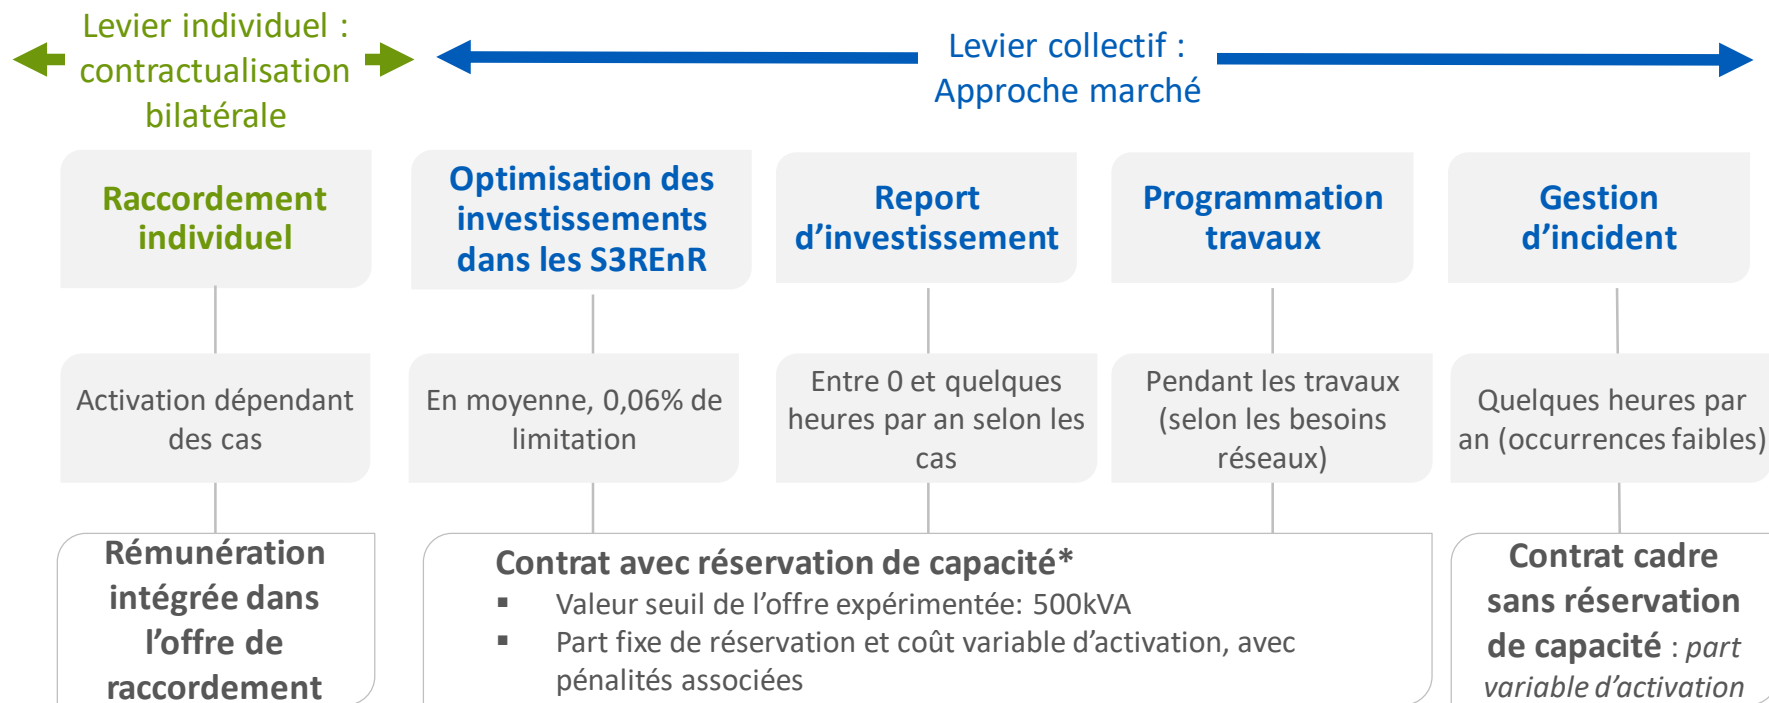 Levier individuel :
contractualisation
bilatérale
Levier collectif :
Approche marché
Raccordement
individuel
Optimisation des
investissements
dans les S3REnR
Report
d’investissement
Programmation
travaux
Gestion
d’incident
Activation dépendant
des cas
En moyenne, 0,06% de
limitation
Entre 0 et quelques
heures par an selon les
cas
Pendant les travaux
(selon les besoins
réseaux)
Quelques heures par
an (occurrences faibles)
Rémunération
intégrée dans
l’offre de
raccordement
Contrat avec réservation de capacité*
▪ Valeur seuil de l’offre expérimentée: 500kVA
▪ Part fixe de réservation et coût variable d’activation, avec
pénalités associées
Contrat cadre
sans réservation
de capacité : part
variable d’activation